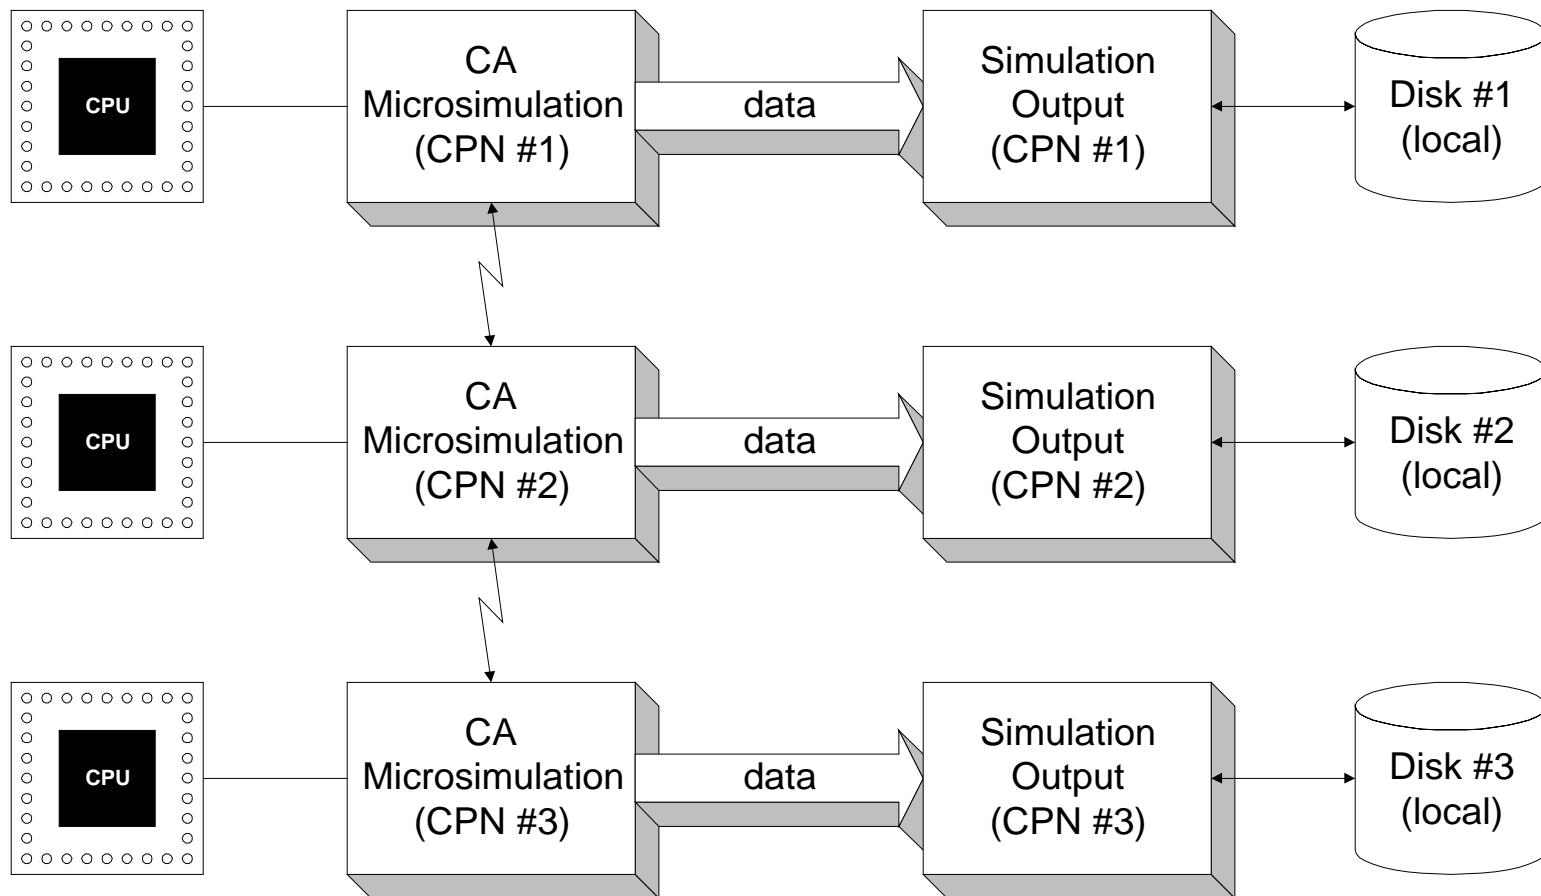 CPU
CA
Microsimulation
(CPN #1)
data
Simulation
Output
(CPN #1)
Disk #1
(local)
CPU
CA
Microsimulation
(CPN #2)
data
Simulation
Output
(CPN #2)
Disk #2
(local)
CPU
CA
Microsimulation
(CPN #3)
data
Simulation
Output
(CPN #3)
Disk #3
(local)